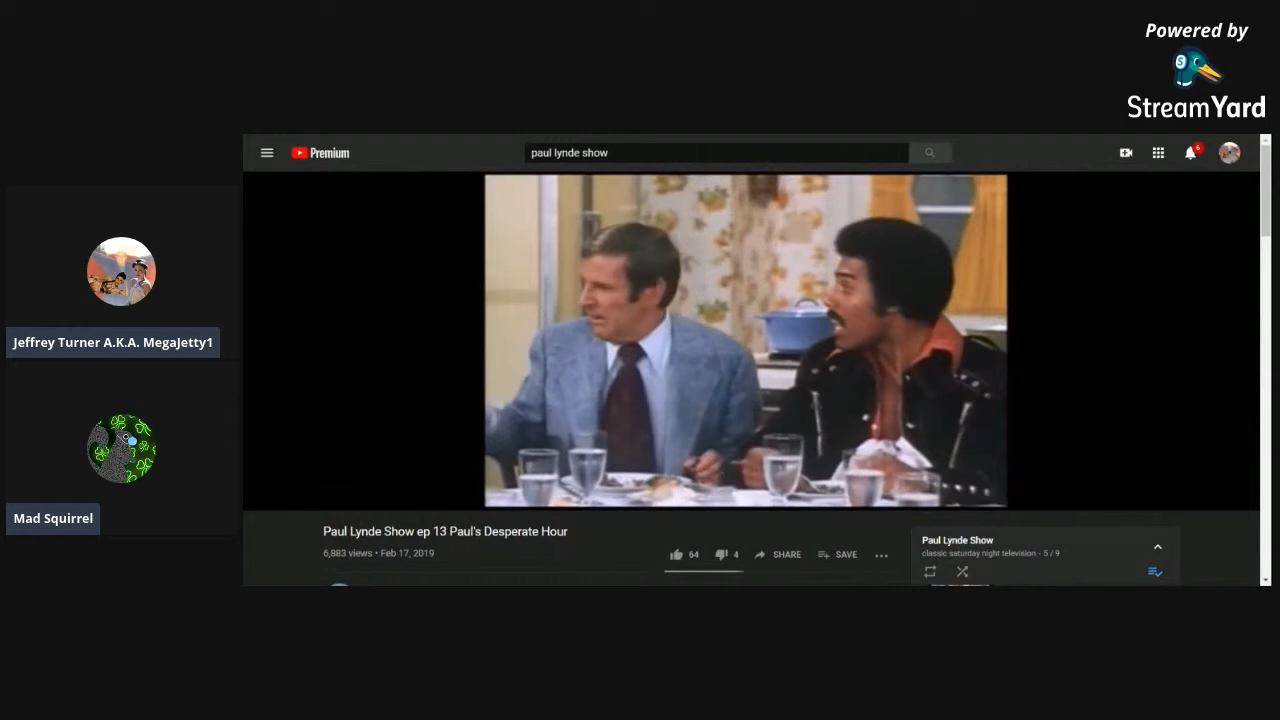 Powered by
StreamYard
Premium
paul lynde show
6
Jeffrey Turner A.K.A. MegaJetty1
Mad Squirrel
Paul Lynde Show ep 13 Paul's Desperate Hour
6,883 views • Feb 17, 2019
64
4
SHARE
SAVE
Paul Lynde Show
classic saturday night television - 5 / 9